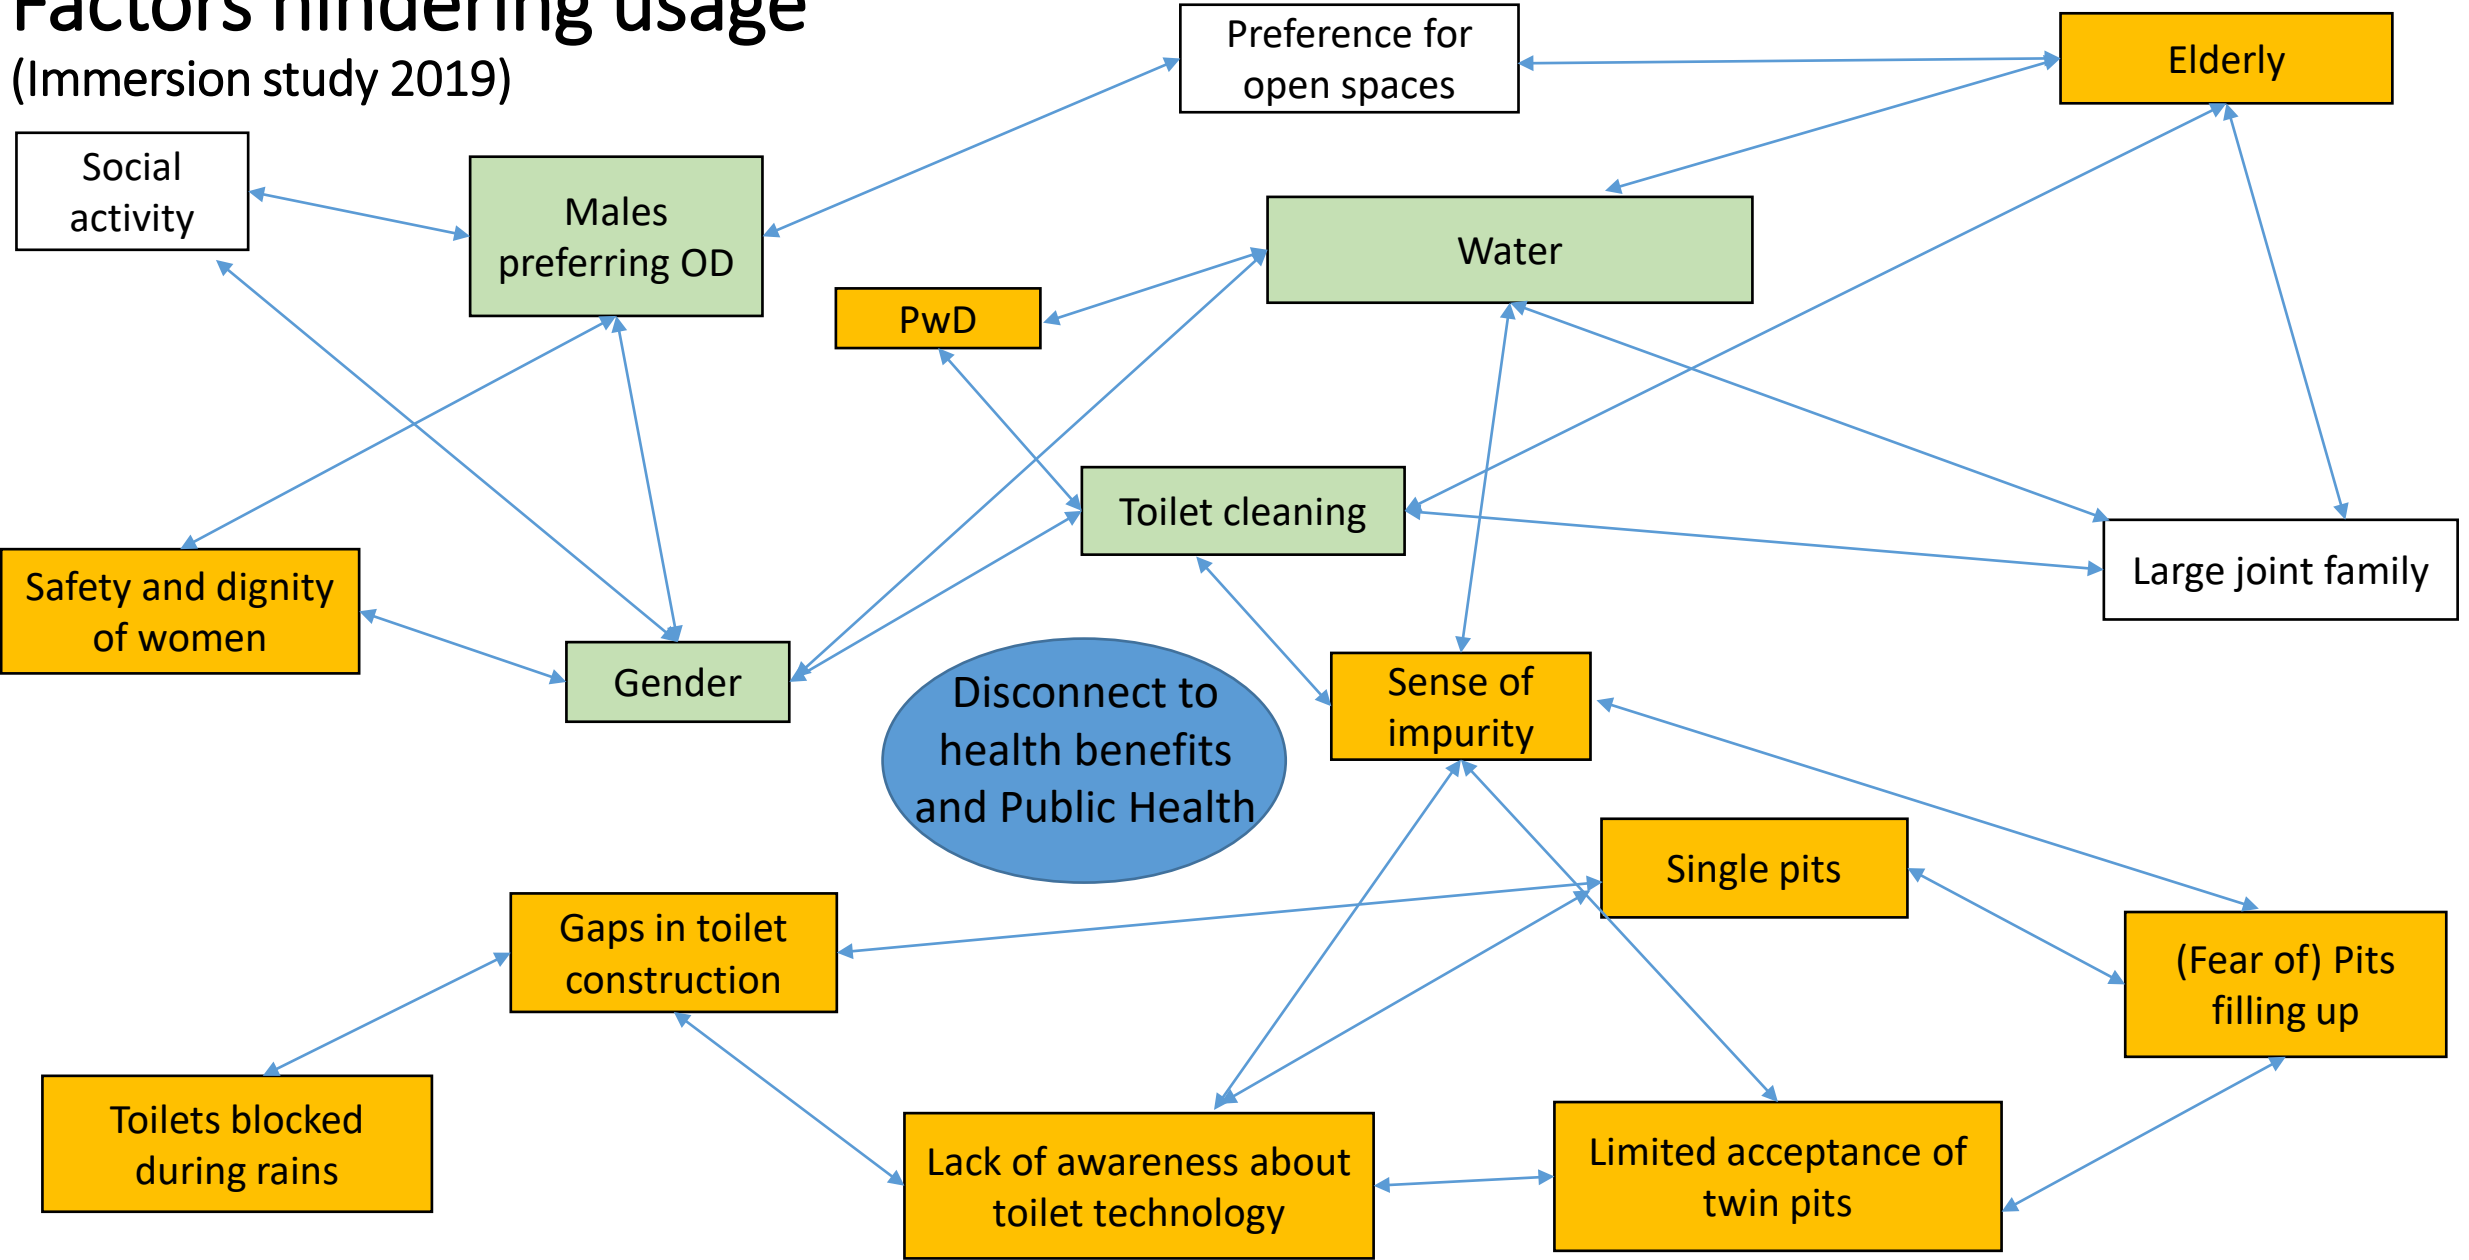 Factors hindering usage
(Immersion study 2019)
Preference for
open spaces
Elderly
Social
activity
Males
preferring OD
Water
PwD
Toilet cleaning
Large joint family
Safety and dignity
of women
Gender
Disconnect to
health benefits
and Public Health
Sense of
impurity
Single pits
Gaps in toilet
construction
(Fear of) Pits
filling up
Toilets blocked
during rains
Lack of awareness about
toilet technology
Limited acceptance of
twin pits